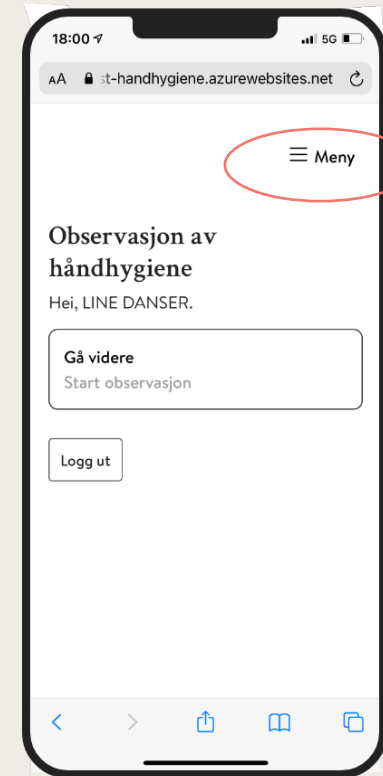 18:00
5G
AA st-handhygiene.azurewebsites.net
Meny
Observasjon av
håndhygiene
Hei, LINE DANSER.
Gå videre
Start observasjon
Logg ut